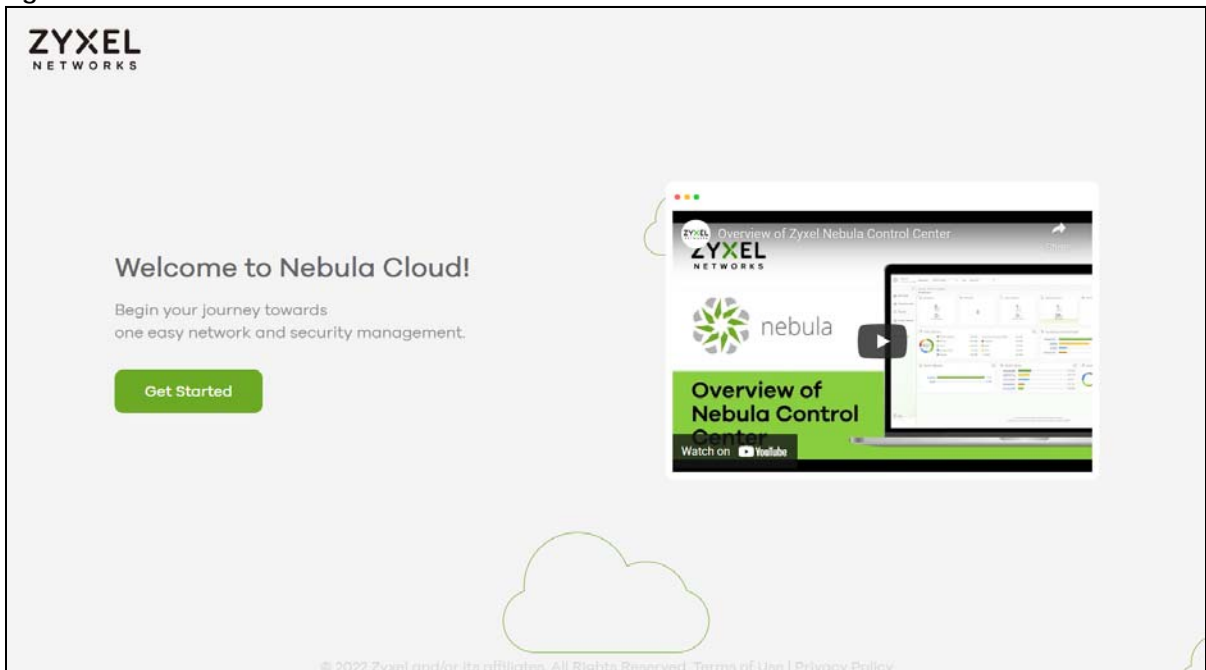 ZYXEL
NETWORKS
Welcome to Nebula Cloud!
Begin your journey towards
one easy network and security management.
Get Started
Overview of Zyxel Nebula Control Center
Share
ZYXEL
NETWORKS
nebula
Overview of
Nebula Control
Center
Watch on YouTube
© 2022 Zyxel and/or its affiliates. All Rights Reserved. Terms of Use | Privacy Policy